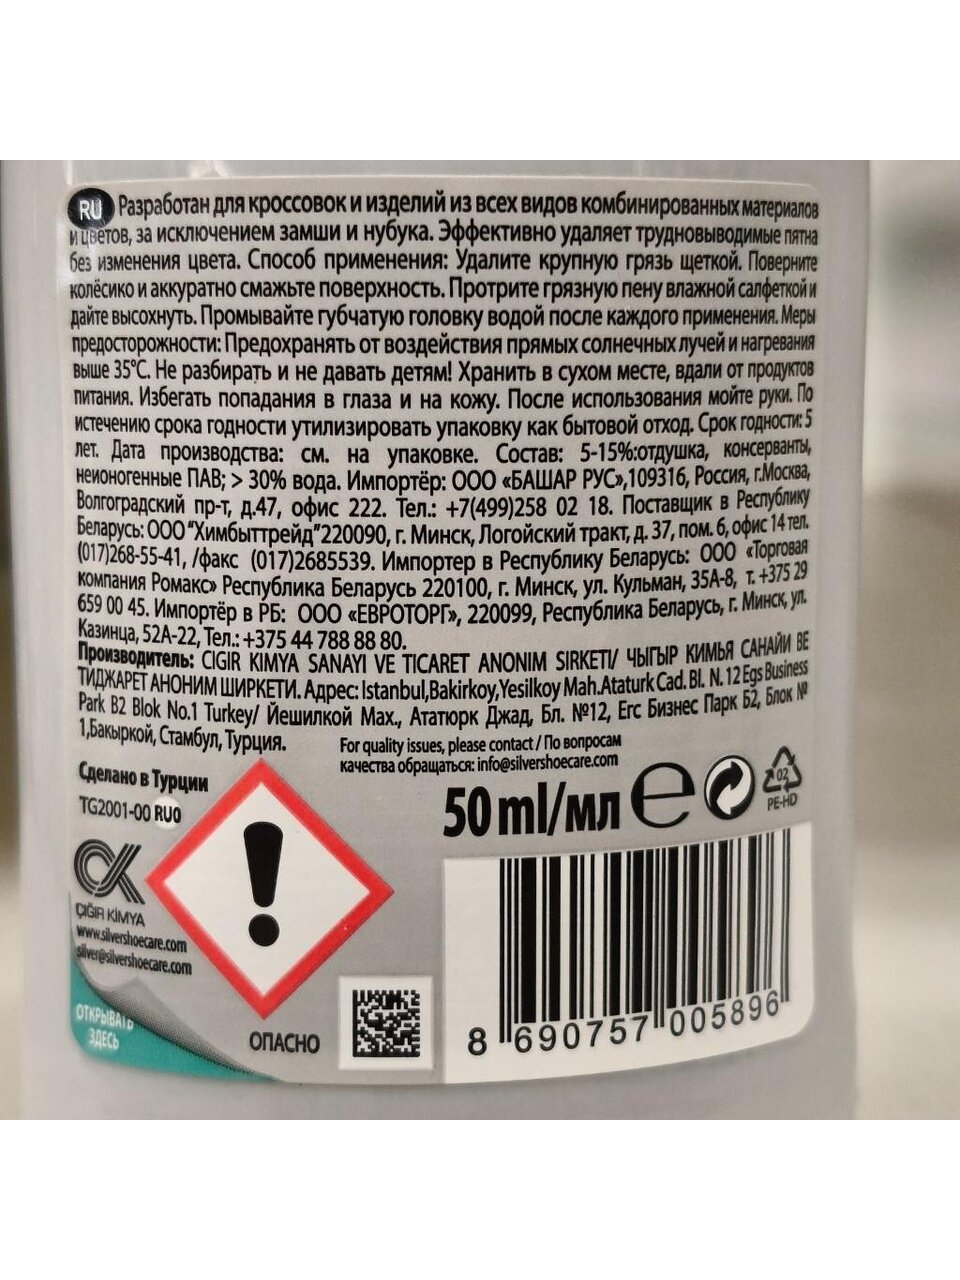 RU Разработан для кроссовок и изделий из всех видов комбинированных материалов
и цветов, за исключением замши и нубука. Эффективно удаляет трудновыводимые пятна
без изменения цвета. Способ применения: Удалите крупную грязь щеткой. Поверните
колёсико и аккуратно смажьте поверхность. Протрите грязную пену влажной салфеткой и
дайте высохнуть. Промывайте губчатую головку водой после каждого применения. Меры
предосторожности: Предохранять от воздействия прямых солнечных лучей и нагревания
выше 35°C. Не разбирать и не давать детям! Хранить в сухом месте, вдали от продуктов
питания. Избегать попадания в глаза и на кожу. После использования мойте руки. По
истечению срока годности утилизировать упаковку как бытовой отход. Срок годности: 5
лет. Дата производства: см. на упаковке. Состав: 5-15%:отдушка, консерванты,
неионогенные ПАВ; > 30% вода. Импортёр: ООО «БАШАР РУС»,109316, Россия, г.Москва,
Волгоградский пр-т, д.47, офис 222. Тел.: +7(499)258 02 18. Поставщик в Республику
Беларусь: ООО "Химбыттрейд"220090, г. Минск, Логойский тракт, д. 37, пом. 6, офис 14 тел.
(017)268-55-41, /факс (017)2685539. Импортер в Республику Беларусь: ООО «Торговая
компания Ромакс» Республика Беларусь 220100, г. Минск, ул. Кульман, 35А-8, т. +375 29
659 00 45. Импортёр в РБ: ООО «ЕВРОТОРГ», 220099, Республика Беларусь, г. Минск, ул.
Казинца, 52А-22, Тел.: +375 44 788 88 80.
Производитель: CIGIR KIMYA SANAYI VE TICARET ANONIM SIRKETI/ ЧЫГЫР КИМЬЯ САНАЙИ ВЕ
ТИДЖАРЕТ АНОНИМ ШИРКЕТИ. Адрес: Istanbul,Bakirkoy,Yesilkoy Mah.Ataturk Cad. Bl. N. 12 Egs Business
Park B2 Blok No.1 Turkey/ Йешилкой Мах., Ататюрк Джад, Бл. №12, Егс Бизнес Парк Б2, Блок №
1,Бакыркой, Стамбул, Турция.
For quality issues, please contact / По вопросам
качества обращаться: info@silvershoecare.com
Сделано в Турции
TG2001-00 RU0
50 ml/мл e
02
PE-HD
ÇIĞIR KİMYA
www.silvershoecare.com
silver@silvershoecare.com
ОТКРЫВАТЬ
ЗДЕСЬ
ОПАСНО
8 690757 005896